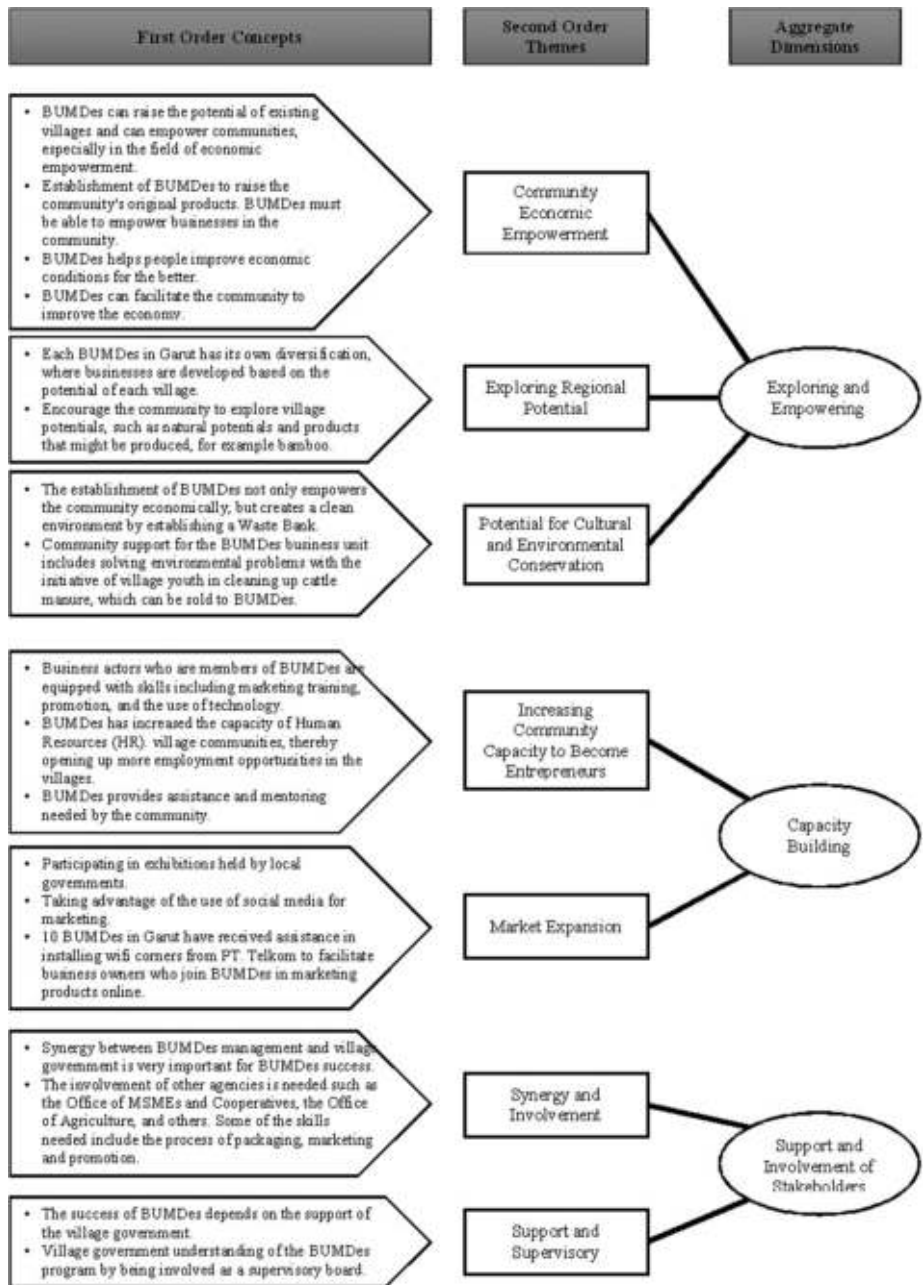 First Order Concepts
Second Order
Themes
Aggregate
Dimensions
• BUMDes can raise the potential of existing
villages and can empower communities,
especially in the field of economic
empowerment.
• Establishment of BUMDes to raise the
community's original products. BUMDes must
be able to empower businesses in the
community.
• BUMDes helps people improve economic
conditions for the better.
• BUMDes can facilitate the community to
improve the economy.
Community
Economic
Empowerment
• Each BUMDes in Garut has its own diversification,
where businesses are developed based on the
potential of each village.
• Encourage the community to explore village
potentials, such as natural potentials and products
that might be produced, for example bamboo.
Exploring Regional
Potential
Exploring and
Empowering
• The establishment of BUMDes not only empowers
the community economically, but creates a clean
environment by establishing a Waste Bank.
• Community support for the BUMDes business unit
includes solving environmental problems with the
initiative of village youth in cleaning up cattle
manure, which can be sold to BUMDes.
Potential for Cultural
and Environmental
Conservation
• Business actors who are members of BUMDes are
equipped with skills including marketing training,
promotion, and the use of technology.
• BUMDes has increased the capacity of Human
Resources (HR). village communities, thereby
opening up more employment opportunities in the
villages.
• BUMDes provides assistance and mentoring
needed by the community.
Increasing
Community
Capacity to Become
Entrepreneurs
Capacity
Building
• Participating in exhibitions held by local
governments.
• Taking advantage of the use of social media for
marketing.
• 10 BUMDes in Garut have received assistance in
installing wifi corners from PT. Telkom to facilitate
business owners who join BUMDes in marketing
products online.
Market Expansion
• Synergy between BUMDes management and village
government is very important for BUMDes success.
• The involvement of other agencies is needed such as
the Office of MSMEs and Cooperatives, the Office
of Agriculture, and others. Some of the skills
needed include the process of packaging, marketing
and promotion.
Synergy and
Involvement
Support and
Involvement of
Stakeholders
• The success of BUMDes depends on the support of
the village government.
• Village government understanding of the BUMDes
program by being involved as a supervisory board.
Support and
Supervisory